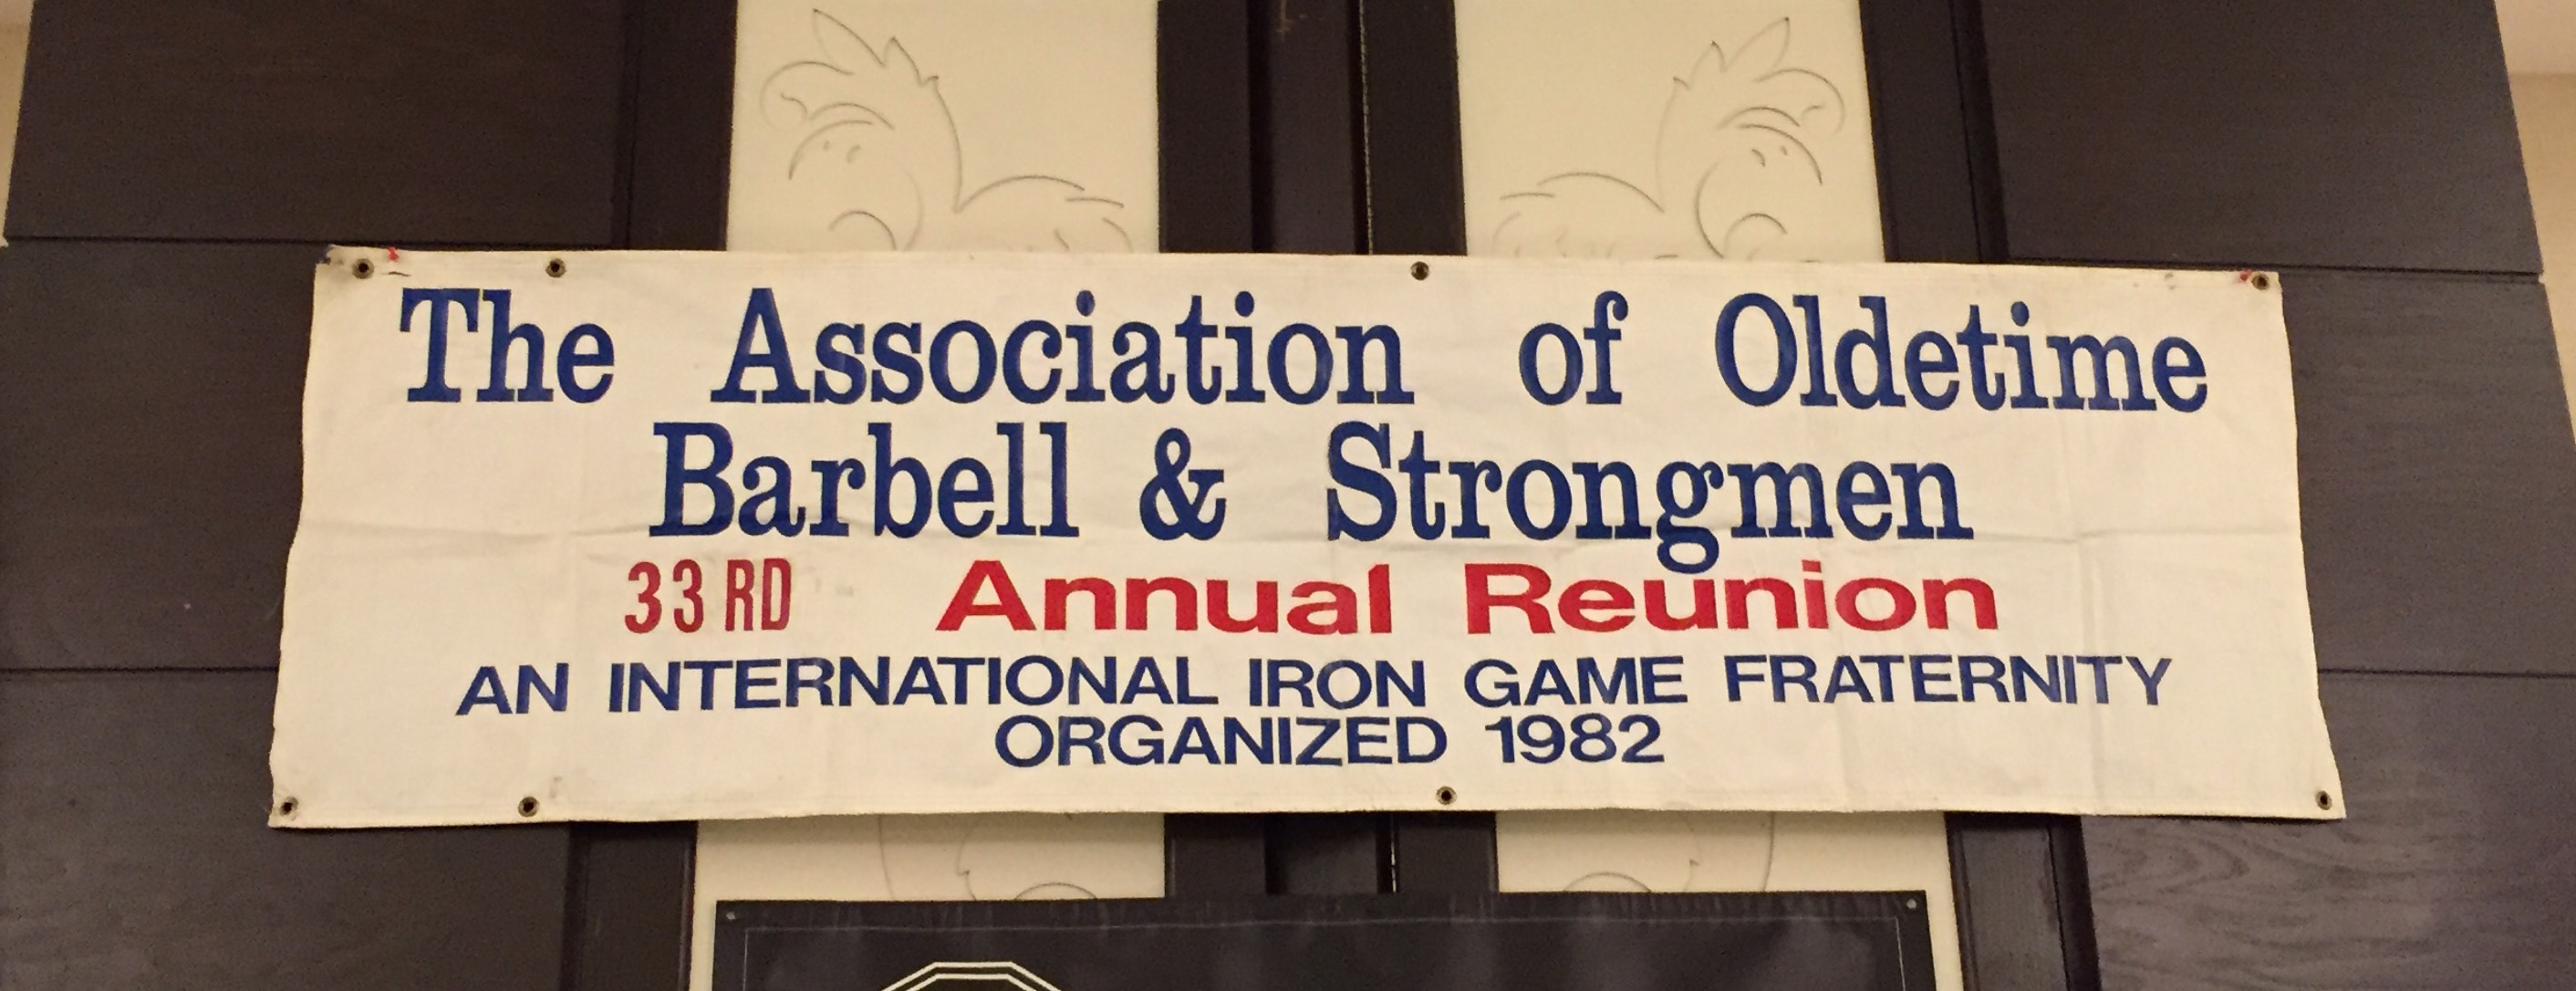 The Association of Oldetime
Barbell & Strongmen
33RD Annual Reunion
AN INTERNATIONAL IRON GAME FRATERNITY
ORGANIZED 1982